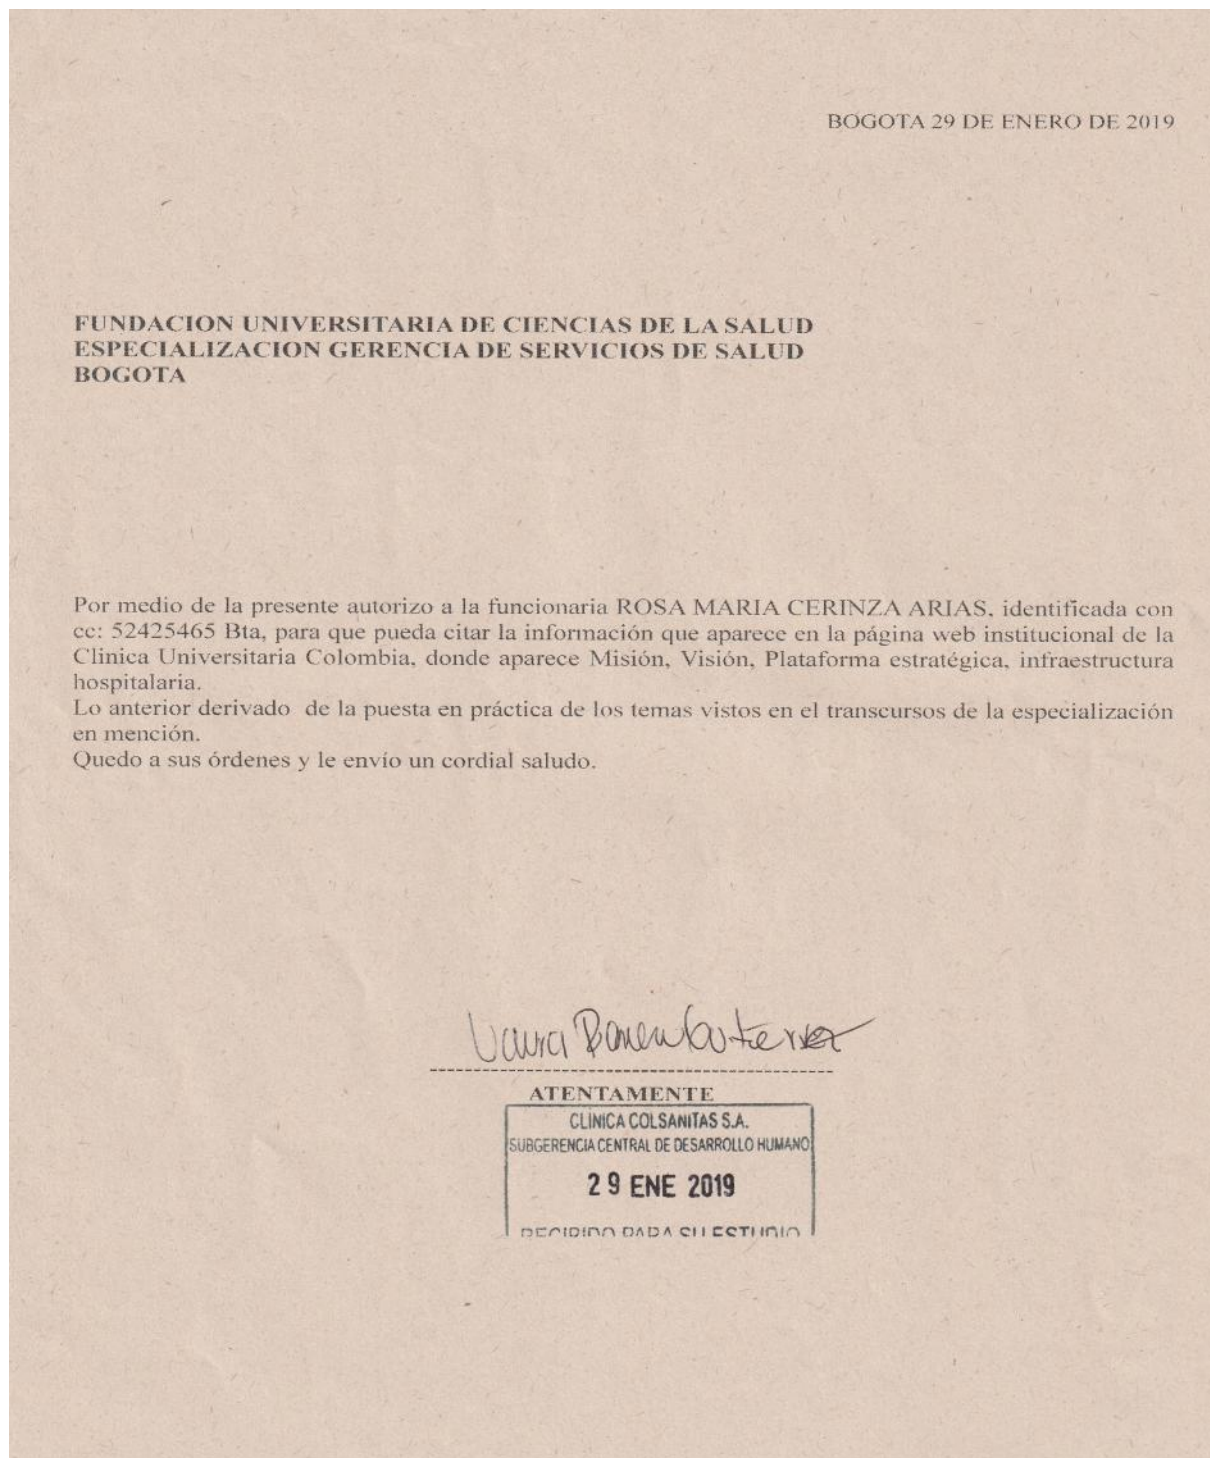 BOGOTA 29 DE ENERO DE 2019
FUNDACION UNIVERSITARIA DE CIENCIAS DE LA SALUD
ESPECIALIZACION GERENCIA DE SERVICIOS DE SALUD
BOGOTA
Por medio de la presente autorizo a la funcionaria ROSA MARIA CERINZA ARIAS, identificada con
cc: 52425465 Bta, para que pueda citar la información que aparece en la página web institucional de la
Clinica Universitaria Colombia, donde aparece Misión, Visión, Plataforma estratégica, infraestructura
hospitalaria.
Lo anterior derivado de la puesta en práctica de los temas vistos en el transcursos de la especialización
en mención.
Quedo a sus órdenes y le envío un cordial saludo.
Laura
ATENTAMENTE
CLINICA COLSANITAS S.A.
SUBGERENCIA CENTRAL DE DESARROLLO HUMANO
29 ENE 2019
RECIBIDO PARA SU ESTUDIO